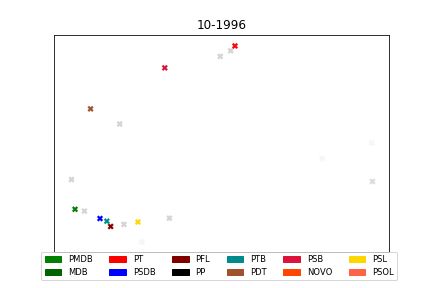 10-1996
PMDB PT PFL PTB PSB PSL
MDB PSDB PP PDT NOVO PSOL